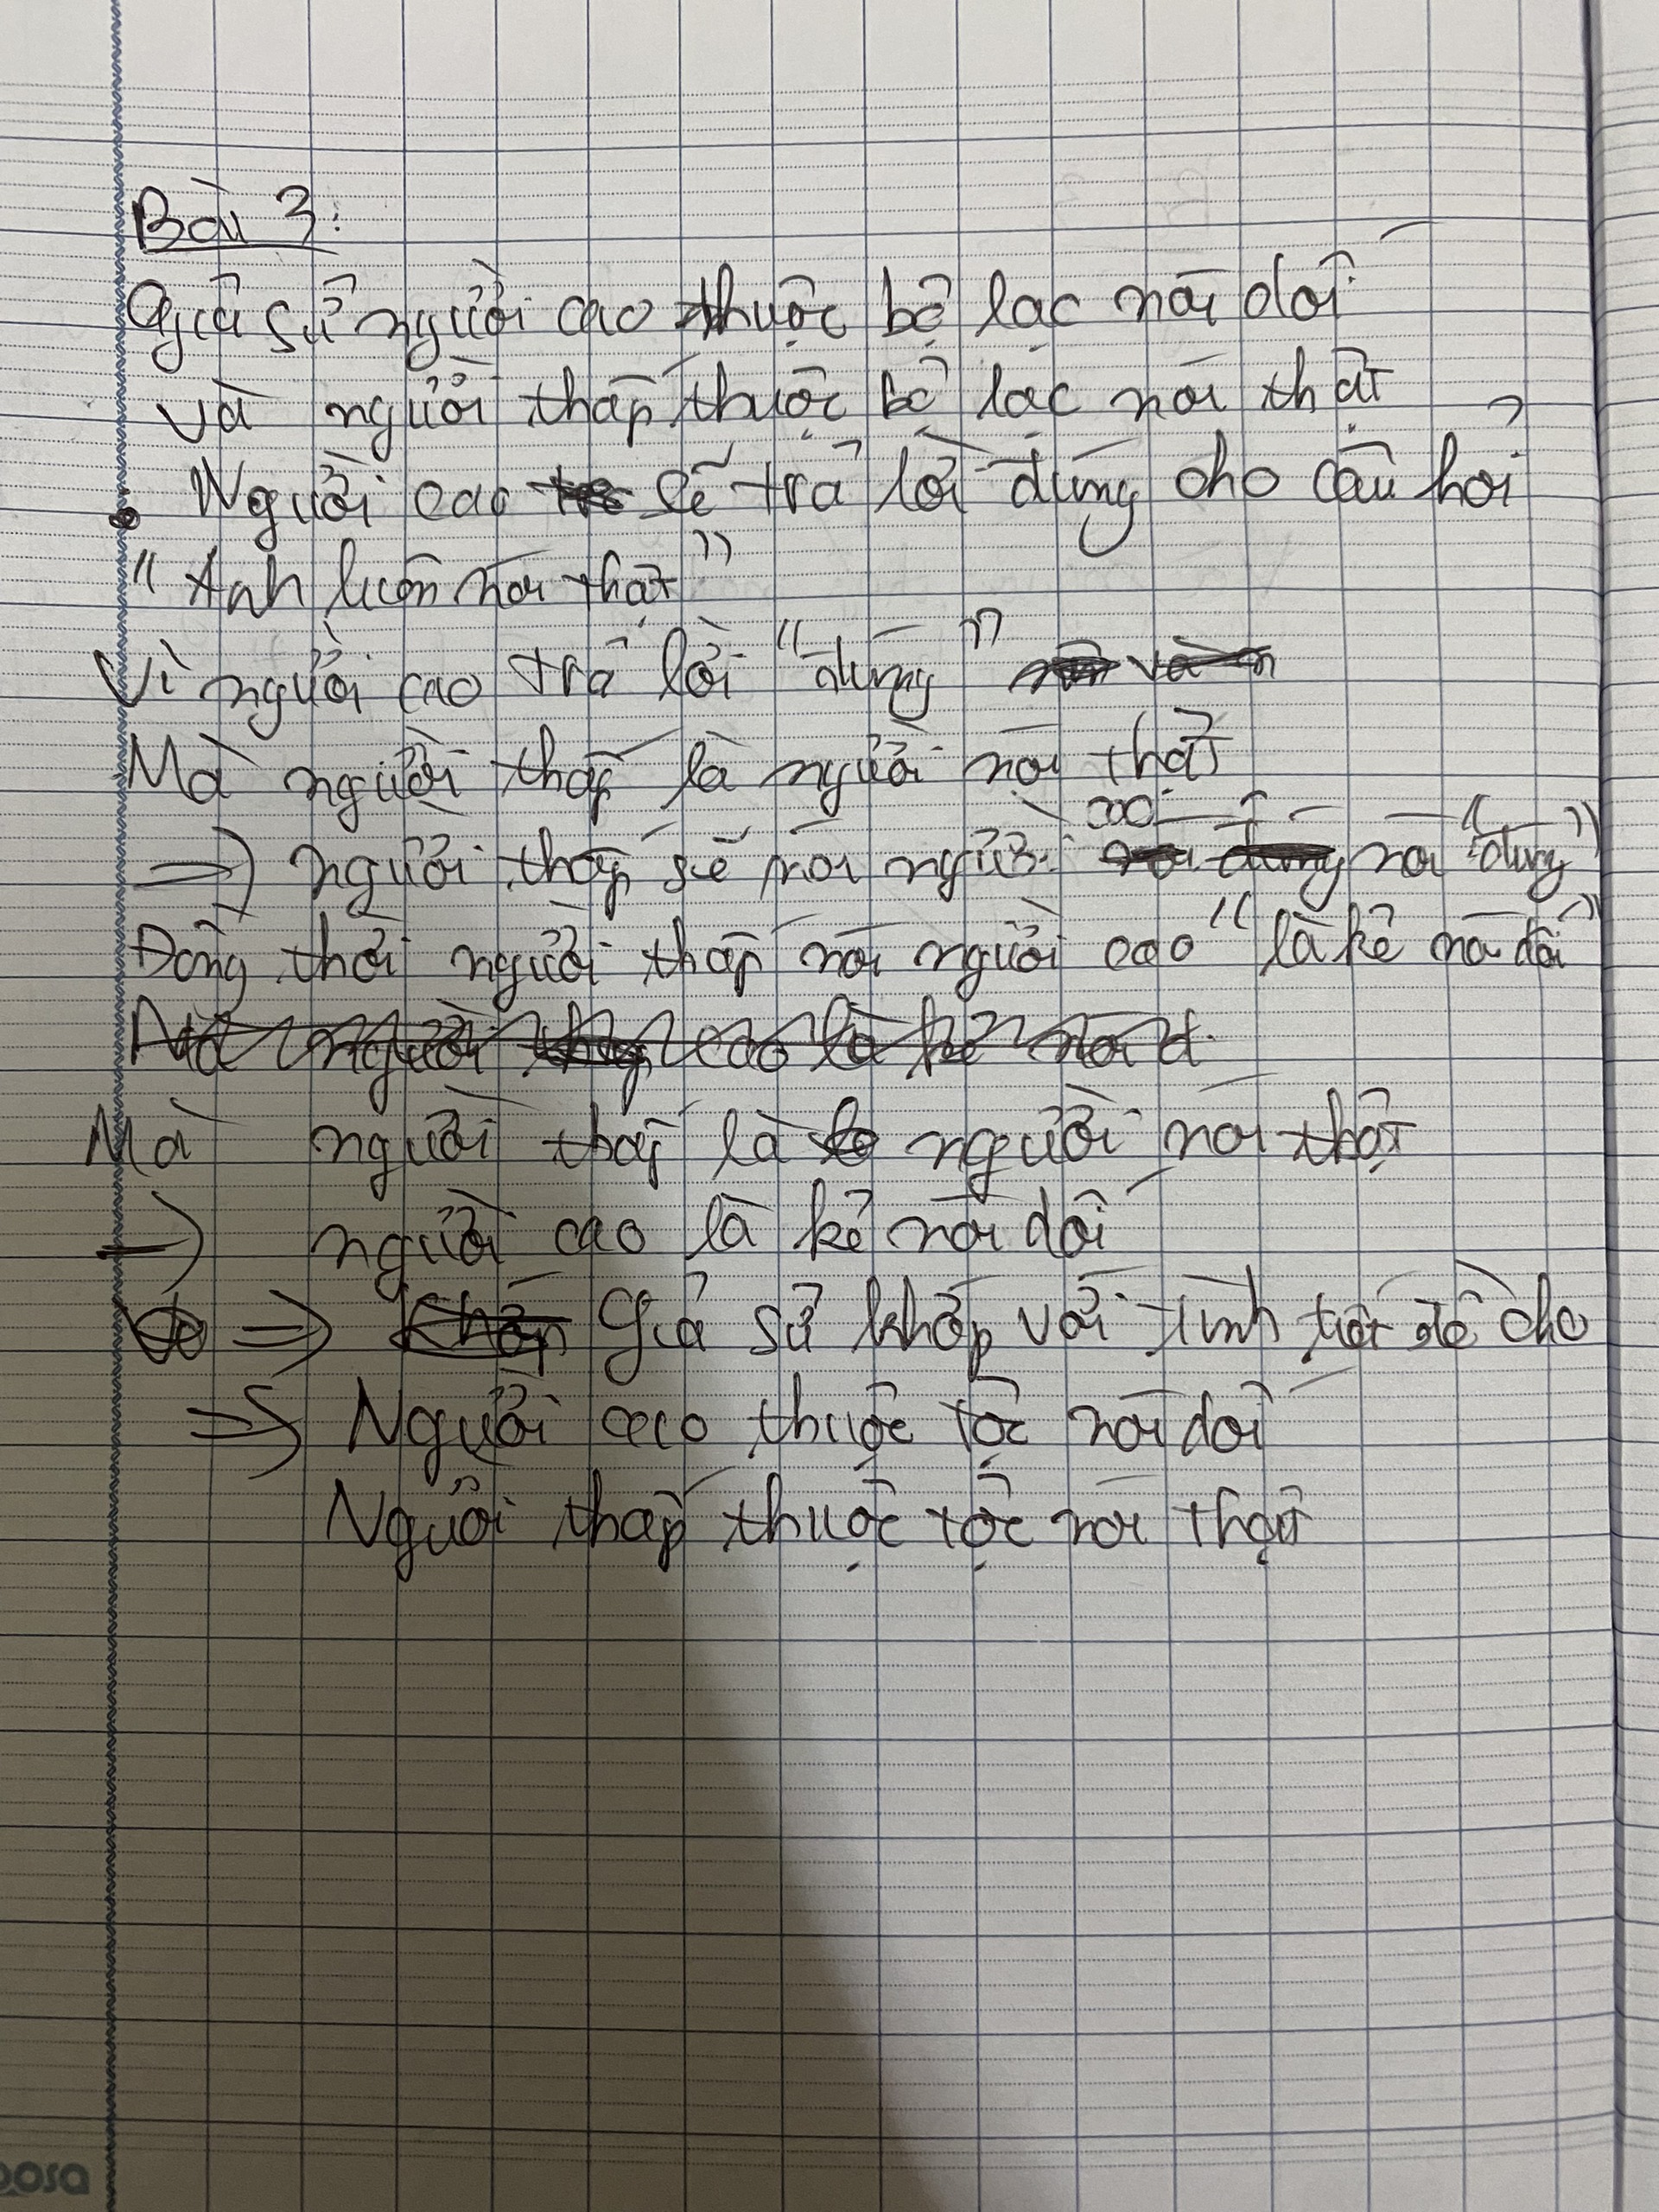 Bài 3:
Giả sử người cao thuộc bộ lạc nói dối
và người thấp thuộc bộ lạc nói thật
Người cao sẽ trả lời đúng cho câu hỏi
"Anh luôn nói thật"?
Vì người cao trả lời "đúng"
Mà người thấp là người nói thật
=> người thấp sẽ nói người cao nói "đúng"
Đồng thời người thấp nói người cao "là kẻ nói dối"
Mà người thấp là người nói thật
-> người cao là kẻ nói dối
=> Giả sử khớp với tình tiết đề cho
=> Người cao thuộc tộc nói dối
Người thấp thuộc tộc nói thật
osa